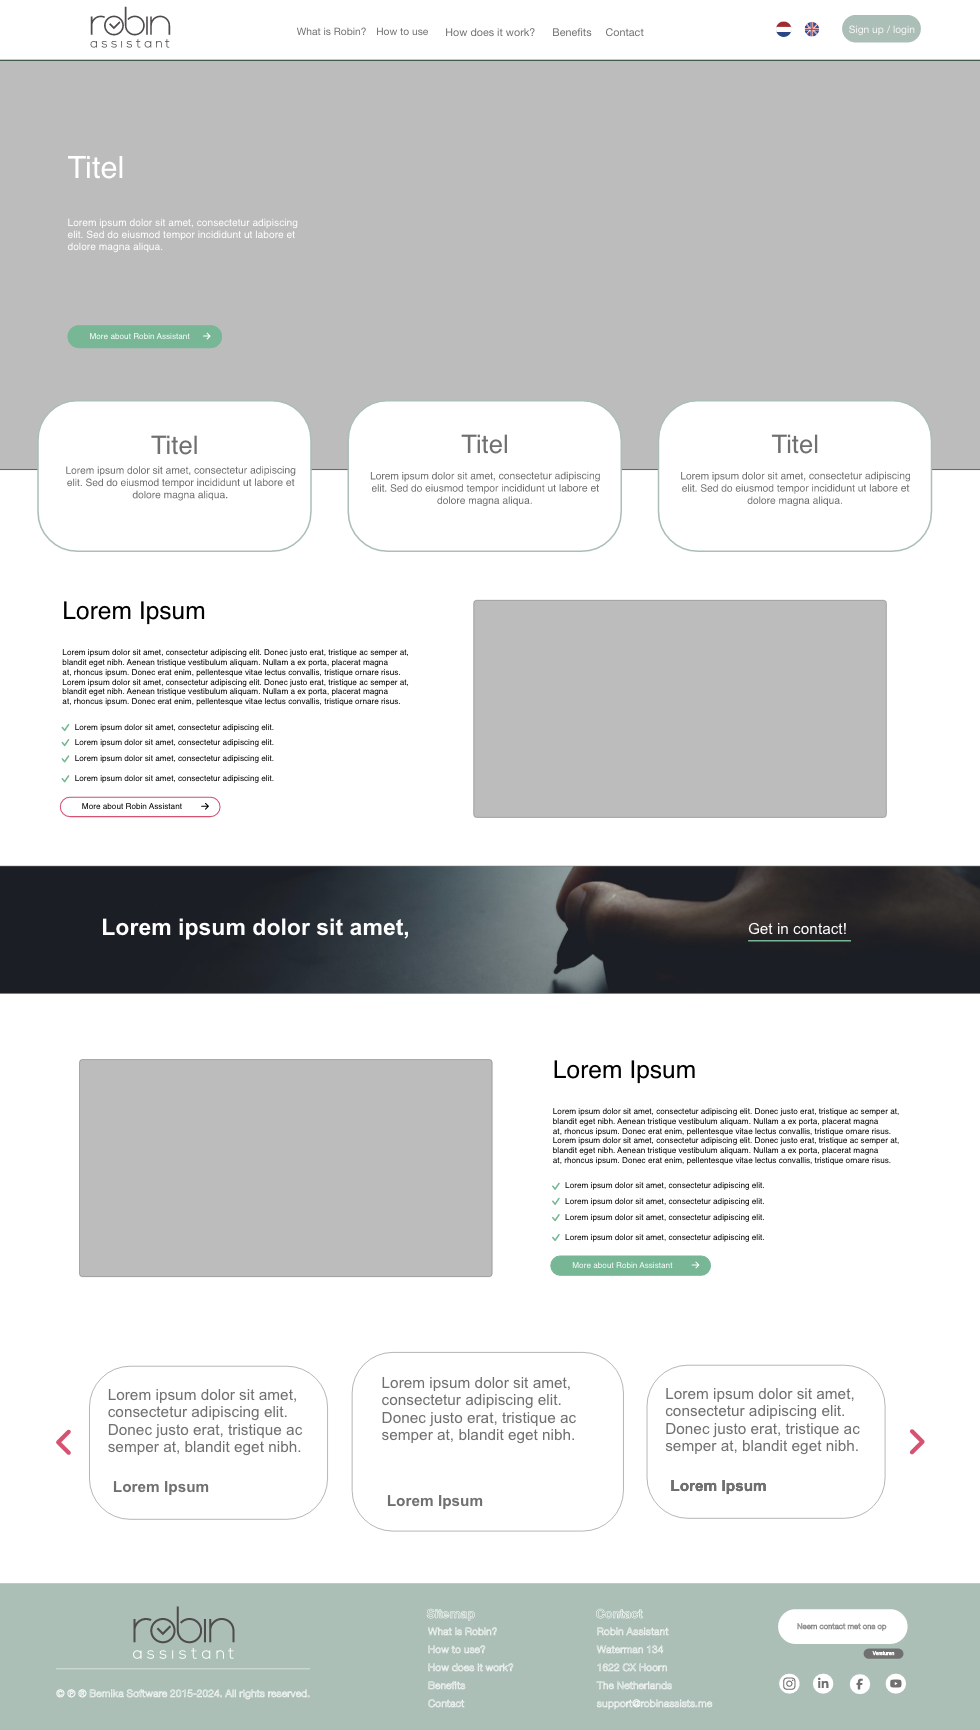 robin
assistant
What is Robin? How to use How does it work? Benefits Contact
Sign up / login
Titel
Lorem ipsum dolor sit amet, consectetur adipiscing
elit. Sed do eiusmod tempor incididunt ut labore et
dolore magna aliqua.
More about Robin Assistant
Titel
Lorem ipsum dolor sit amet, consectetur adipiscing
elit. Sed do eiusmod tempor incididunt ut labore et
dolore magna aliqua.
Titel
Lorem ipsum dolor sit amet, consectetur adipiscing
elit. Sed do eiusmod tempor incididunt ut labore et
dolore magna aliqua.
Titel
Lorem ipsum dolor sit amet, consectetur adipiscing
elit. Sed do eiusmod tempor incididunt ut labore et
dolore magna aliqua.
Lorem Ipsum
Lorem ipsum dolor sit amet, consectetur adipiscing elit. Donec justo erat, tristique ac semper at,
blandit eget nibh. Aenean tristique vestibulum aliquam. Nullam a ex porta, placerat magna
at, rhoncus ipsum. Donec erat enim, pellentesque vitae lectus convallis, tristique ornare risus.
Lorem ipsum dolor sit amet, consectetur adipiscing elit. Donec justo erat, tristique ac semper at,
blandit eget nibh. Aenean tristique vestibulum aliquam. Nullam a ex porta, placerat magna
at, rhoncus ipsum. Donec erat enim, pellentesque vitae lectus convallis, tristique ornare risus.
Lorem ipsum dolor sit amet, consectetur adipiscing elit.
Lorem ipsum dolor sit amet, consectetur adipiscing elit.
Lorem ipsum dolor sit amet, consectetur adipiscing elit.
Lorem ipsum dolor sit amet, consectetur adipiscing elit.
More about Robin Assistant
Lorem ipsum dolor sit amet,
Get in contact!
Lorem Ipsum
Lorem ipsum dolor sit amet, consectetur adipiscing elit. Donec justo erat, tristique ac semper at,
blandit eget nibh. Aenean tristique vestibulum aliquam. Nullam a ex porta, placerat magna
at, rhoncus ipsum. Donec erat enim, pellentesque vitae lectus convallis, tristique ornare risus.
Lorem ipsum dolor sit amet, consectetur adipiscing elit. Donec justo erat, tristique ac semper at,
blandit eget nibh. Aenean tristique vestibulum aliquam. Nullam a ex porta, placerat magna
at, rhoncus ipsum. Donec erat enim, pellentesque vitae lectus convallis, tristique ornare risus.
Lorem ipsum dolor sit amet, consectetur adipiscing elit.
Lorem ipsum dolor sit amet, consectetur adipiscing elit.
Lorem ipsum dolor sit amet, consectetur adipiscing elit.
Lorem ipsum dolor sit amet, consectetur adipiscing elit.
More about Robin Assistant
Lorem ipsum dolor sit amet,
consectetur adipiscing elit.
Donec justo erat, tristique ac
semper at, blandit eget nibh.
Lorem Ipsum
Lorem ipsum dolor sit amet,
consectetur adipiscing elit.
Donec justo erat, tristique ac
semper at, blandit eget nibh.
Lorem Ipsum
Lorem ipsum dolor sit amet,
consectetur adipiscing elit.
Donec justo erat, tristique ac
semper at, blandit eget nibh.
Lorem Ipsum
robin
assistant
© ℗ ® Bemika Software 2015-2024. All rights reserved.
Sitemap
What is Robin?
How to use?
How does it work?
Benefits
Contact
Contact
Robin Assistant
Waterman 134
1622 CX Hoorn
The Netherlands
support@robinassists.me
Neem contact met ons op
Versturen
in
f